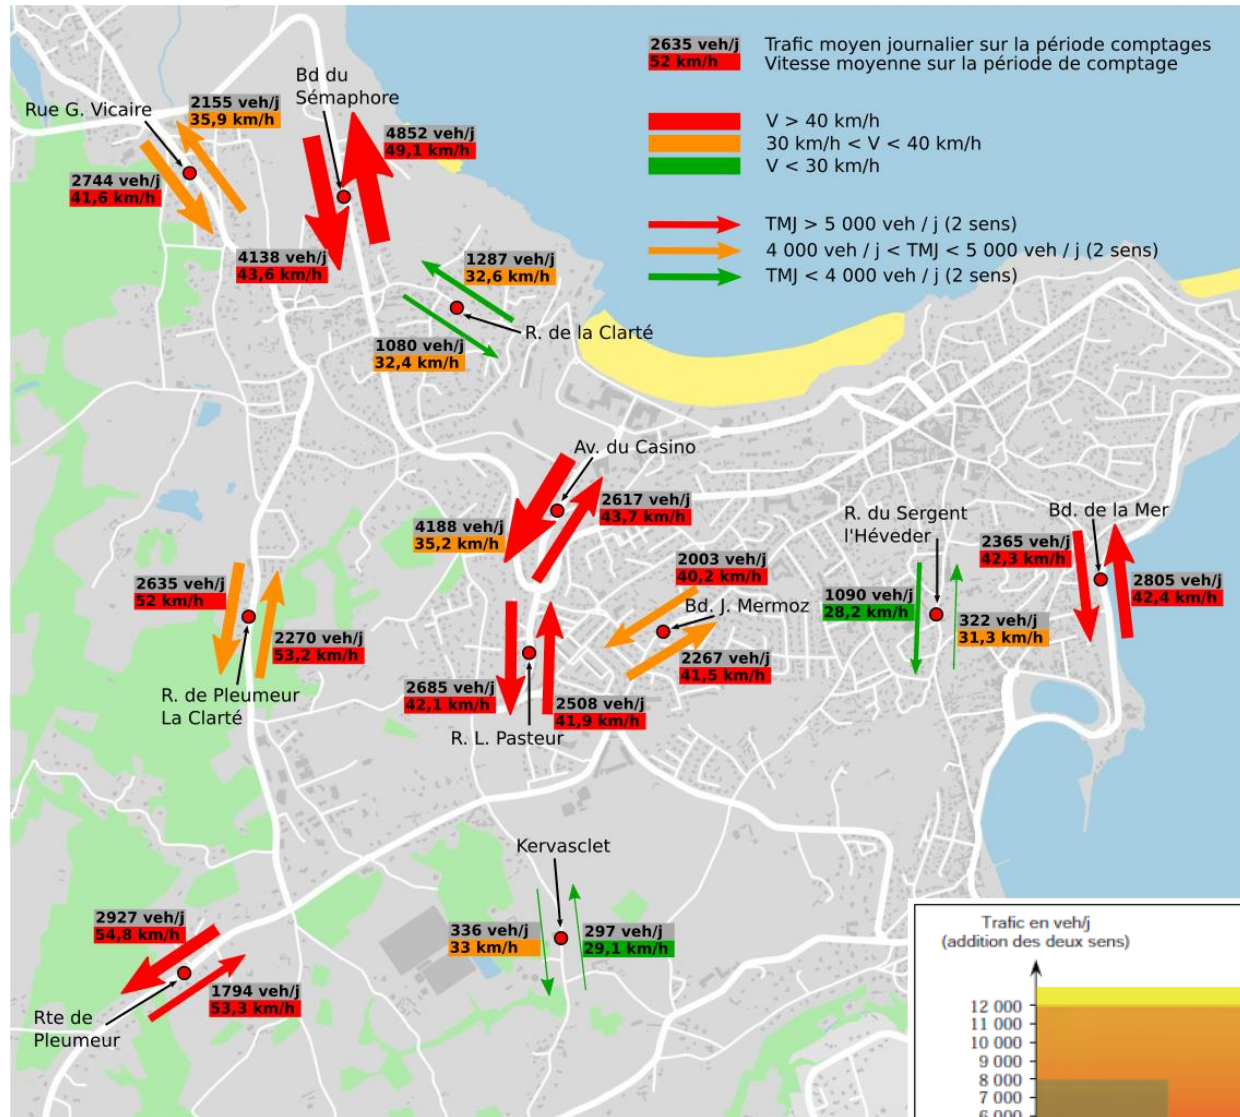 2635 veh/j
52 km/h
Trafic moyen journalier sur la période comptages
Vitesse moyenne sur la période de comptage
V > 40 km/h
30 km/h < V < 40 km/h
V < 30 km/h
TMJ > 5 000 veh / j (2 sens)
4 000 veh / j < TMJ < 5 000 veh / j (2 sens)
TMJ < 4 000 veh / j (2 sens)
Rue G. Vicaire
2155 veh/j
35,9 km/h
2744 veh/j
41,6 km/h
Bd du
Sémaphore
4852 veh/j
49,1 km/h
4138 veh/j
43,6 km/h
1287 veh/j
32,6 km/h
R. de la Clarté
1080 veh/j
32,4 km/h
Av. du Casino
2617 veh/j
43,7 km/h
4188 veh/j
35,2 km/h
2003 veh/j
40,2 km/h
Bd. J. Mermoz
2267 veh/j
41,5 km/h
R. du Sergent
l'Héveder
1090 veh/j
28,2 km/h
322 veh/j
31,3 km/h
Bd. de la Mer
2365 veh/j
42,3 km/h
2805 veh/j
42,4 km/h
2635 veh/j
52 km/h
2270 veh/j
53,2 km/h
R. de Pleumeur
La Clarté
2685 veh/j
42,1 km/h
2508 veh/j
41,9 km/h
R. L. Pasteur
Kervasclet
336 veh/j
33 km/h
297 veh/j
29,1 km/h
2927 veh/j
54,8 km/h
1794 veh/j
53,3 km/h
Rte de
Pleumeur
Trafic en veh/j
(addition des deux sens)
12 000
11 000
10 000
9 000
8 000
7 000
6 000